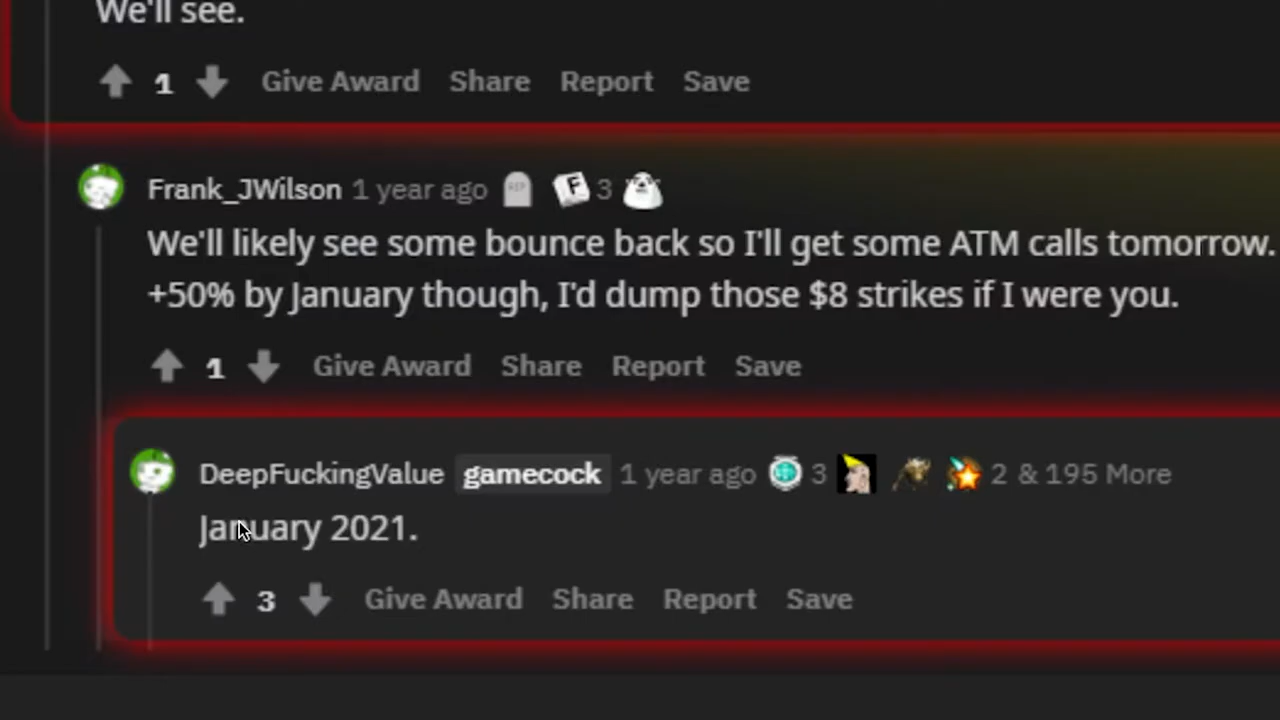 We'll see.
1 Give Award Share Report Save
Frank_JWilson 1 year ago F 3
We'll likely see some bounce back so I'll get some ATM calls tomorrow.
+50% by January though, I'd dump those $8 strikes if I were you.
1 Give Award Share Report Save
DeepFuckingValue gamecock 1 year ago 3 2 & 195 More
January 2021.
3 Give Award Share Report Save